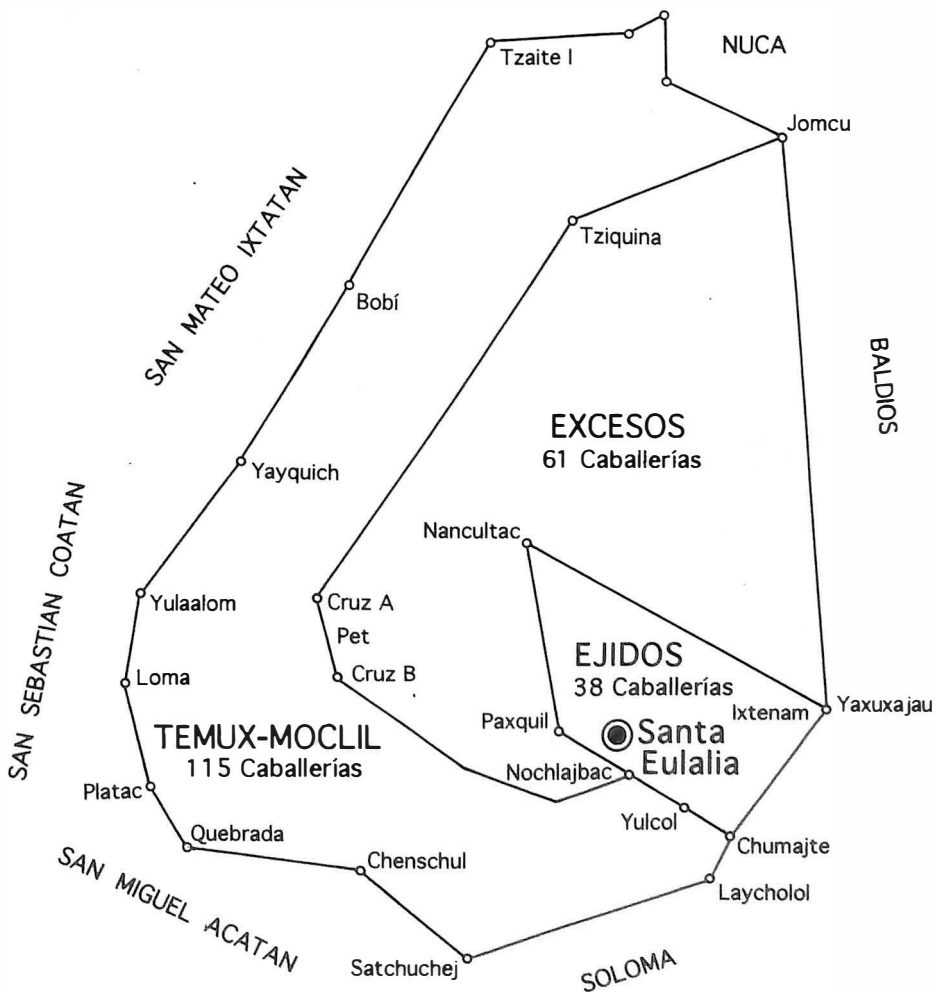 NUCA
Tzaite I
Jomcu
Tziquina
SAN MATEO IXTATAN
Bobí
BALDIOS
EXCESOS
61 Caballerías
Yayquich
Nancultac
SAN SEBASTIAN COATAN
Yulaalom
Cruz A
Pet
Cruz B
Loma
EJIDOS
38 Caballerías
Ixtenam
Yaxuxajau
Paxquil
Santa
Eulalia
TEMUX-MOCLIL
115 Caballerías
Nochlajbac
Platac
Yulcol
Quebrada
Chumajte
Chenschul
Laycholol
SAN MIGUEL ACATAN
Satchuchej
SOLOMA